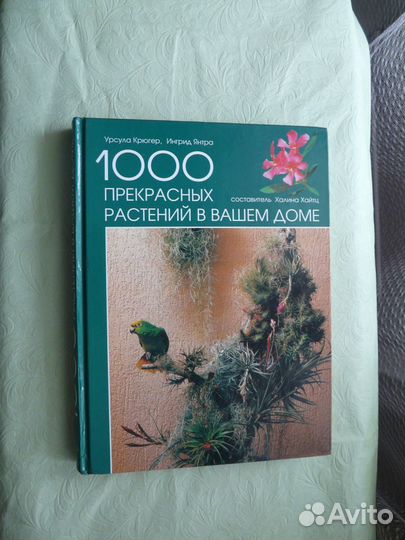 Урсула Крюгер, Ингрид Янтра
1000
ПРЕКРАСНЫХ
составитель Халина Хайтц
РАСТЕНИЙ В ВАШЕМ ДОМЕ
Avito